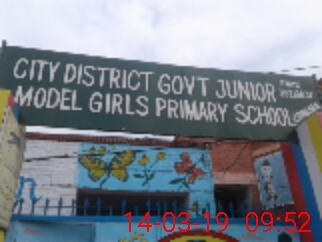 CITY DISTRICT GOVT JUNIOR
MODEL GIRLS PRIMARY SCHOOL
14-03-19 09:52